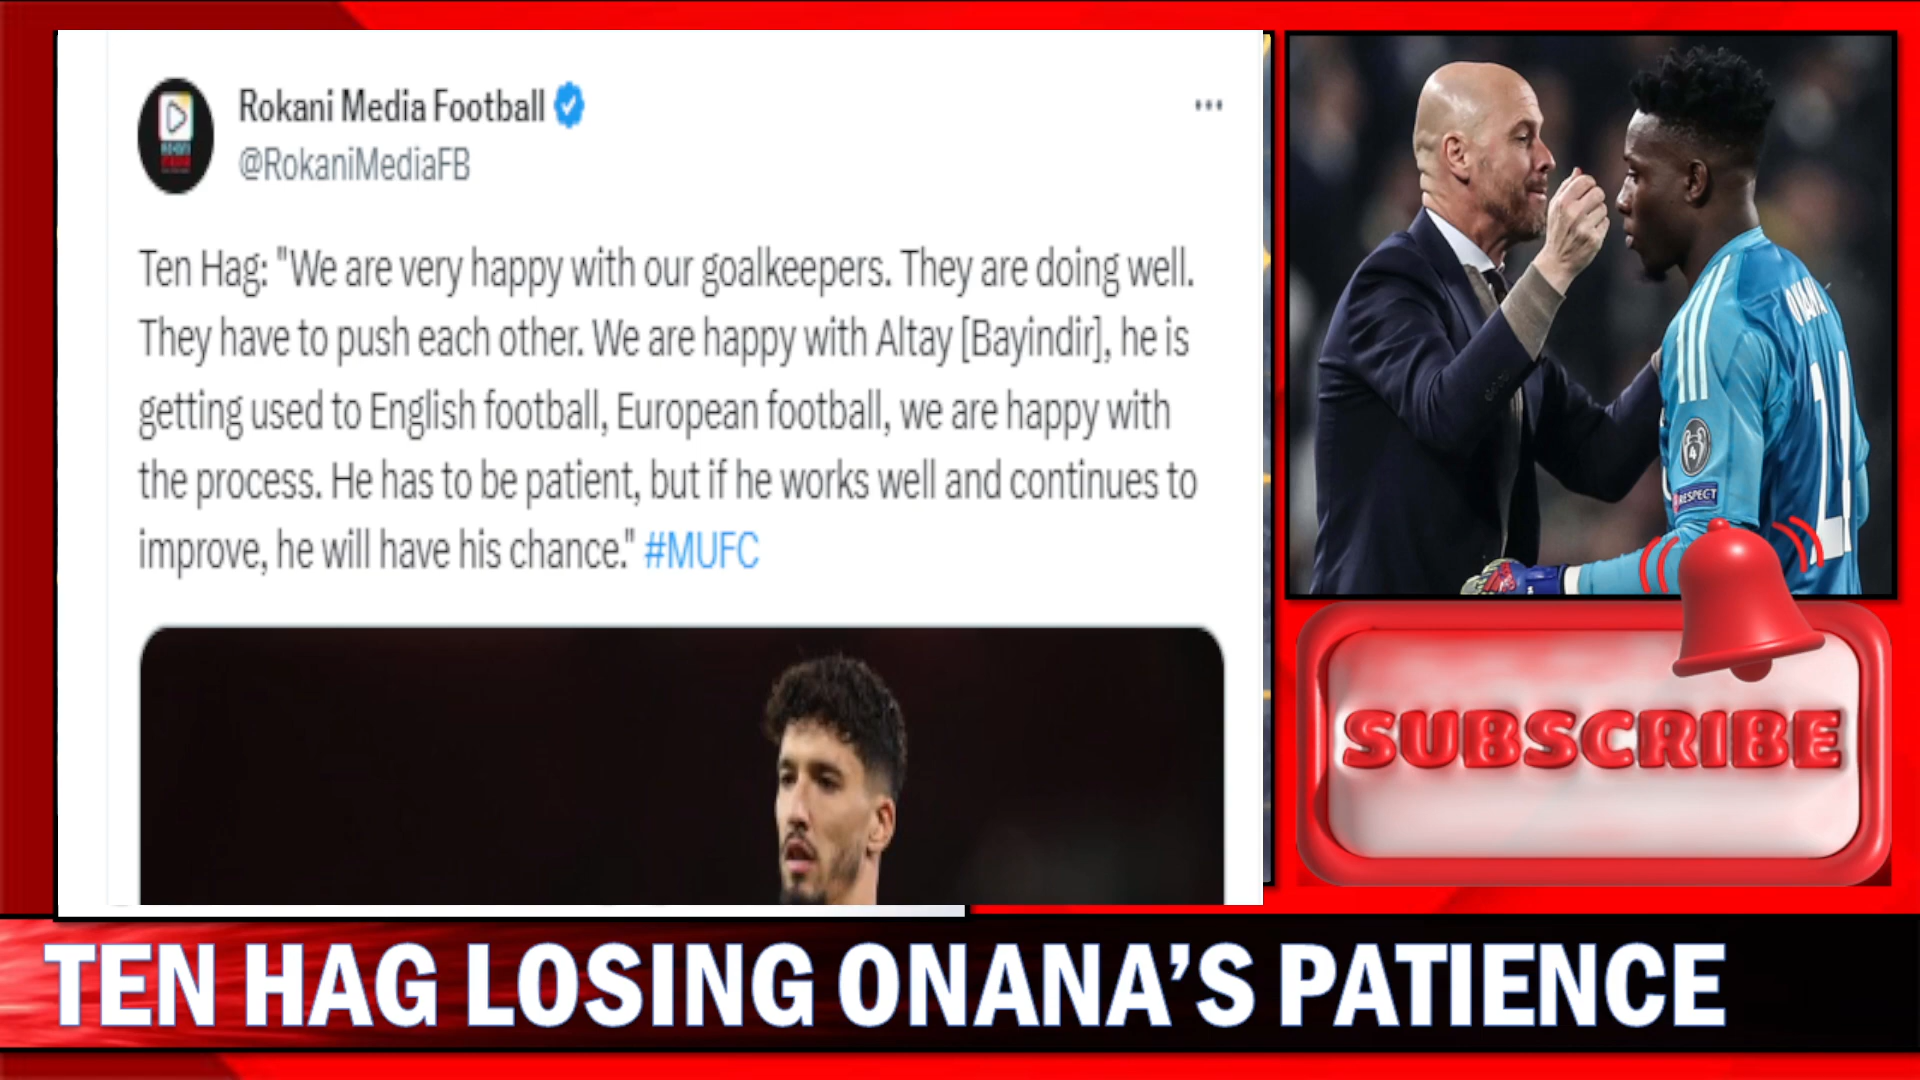 Rokani Media Football
@RokaniMediaFB
Ten Hag: "We are very happy with our goalkeepers. They are doing well.
They have to push each other. We are happy with Altay [Bayindir], he is
getting used to English football, European football, we are happy with
the process. He has to be patient, but if he works well and continues to
improve, he will have his chance." #MUFC
4
RESPECT
SUBSCRIBE
TEN HAG LOSING ONANA’S PATIENCE